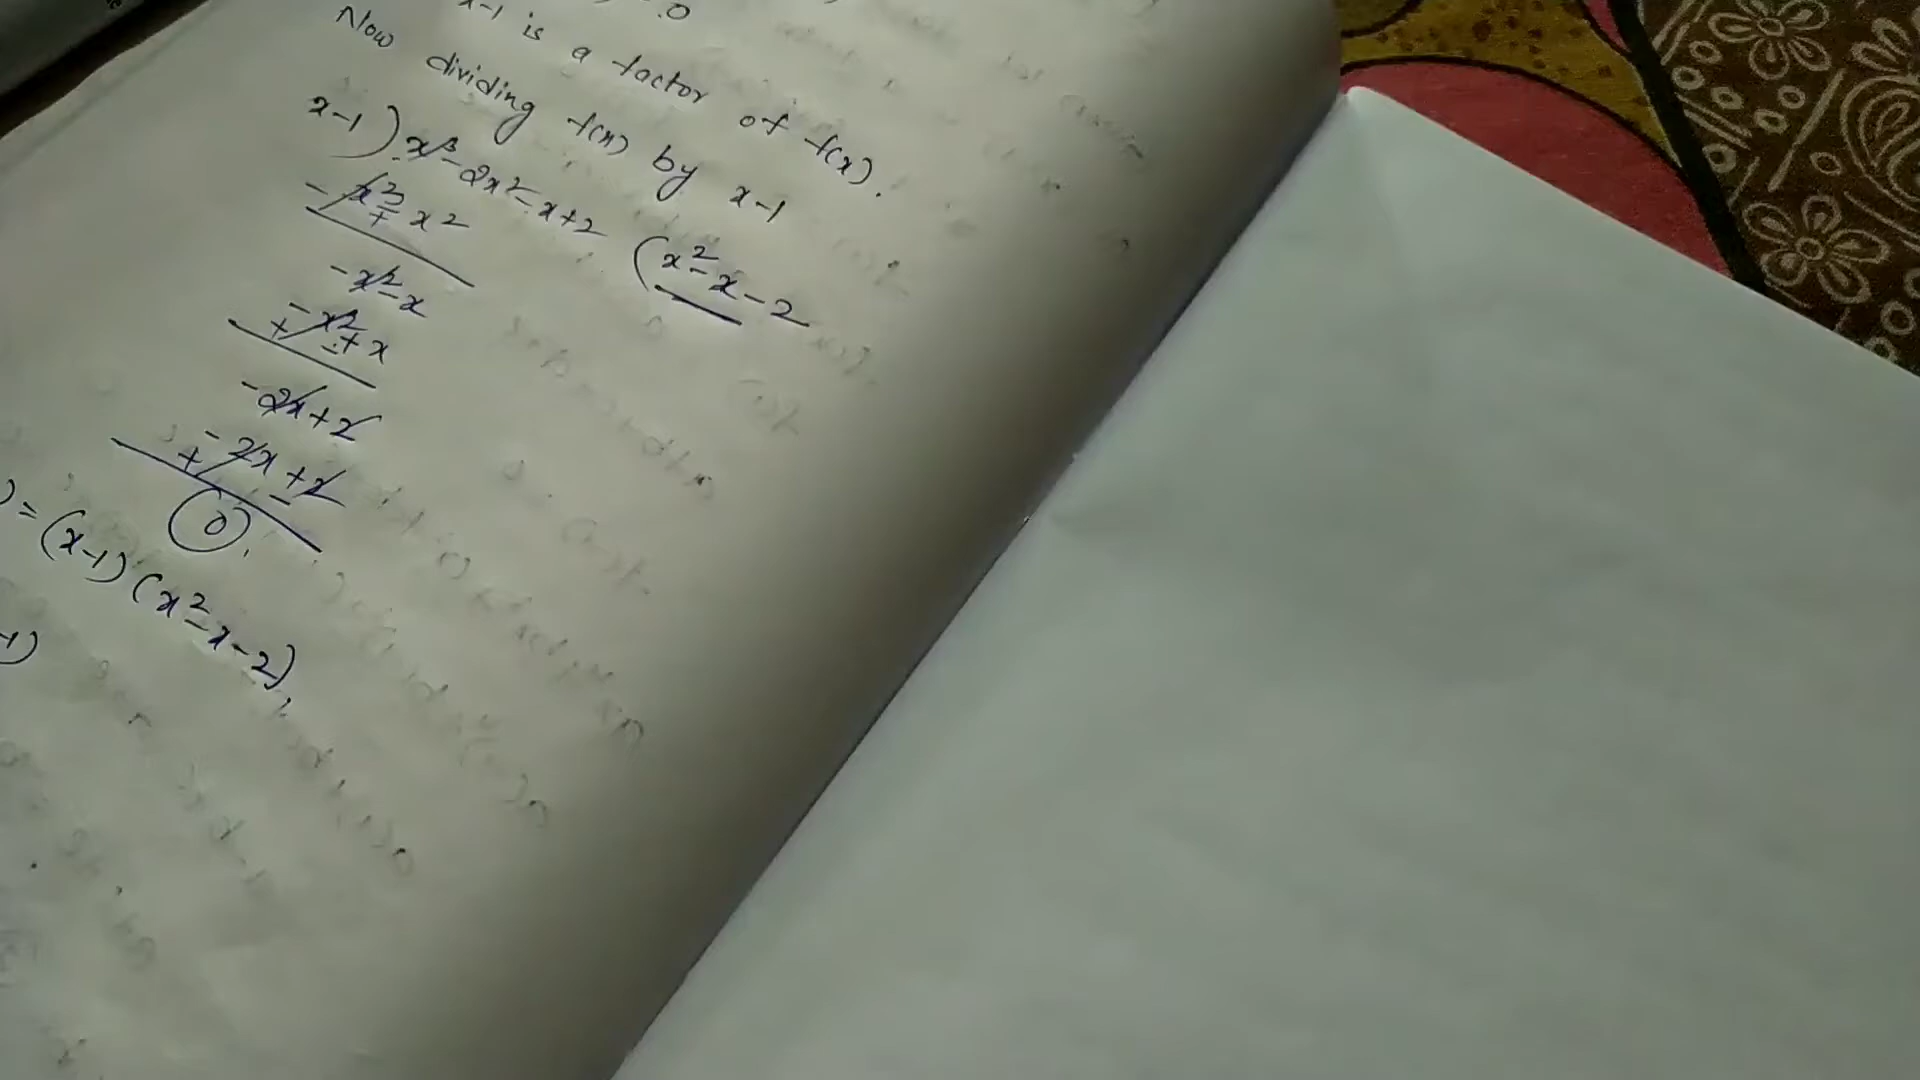 x-1 is a factor of f(x).
Now dividing f(x) by x-1
x-1) x³-2x²-x+2 (x²-x-2
- x³ - x²
+
-x²-x
-x²+x
+ -
-2x+2
-2x+2
+ -
0
)=(x-1)(x²-x-2).
-1)